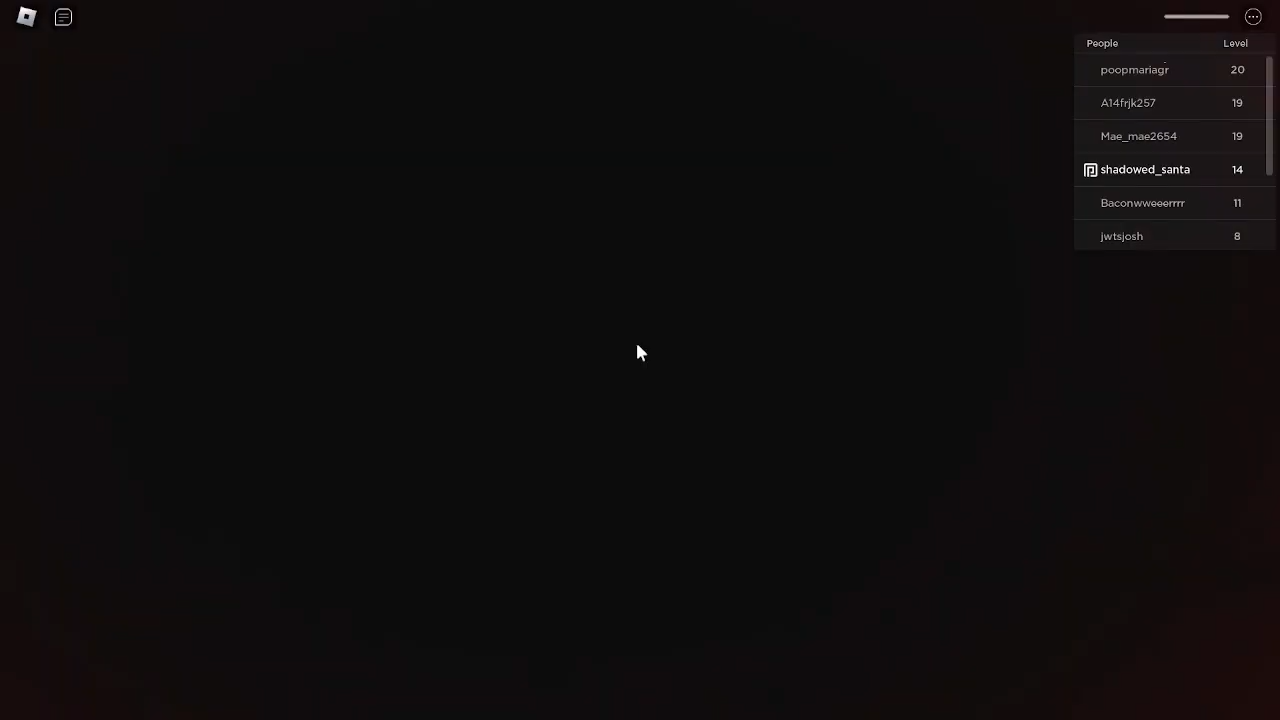 People Level
poopmariagr 20
A14frjk257 19
Mae_mae2654 19
shadowed_santa 14
Baconwweeerrrr 11
jwtsjosh 8